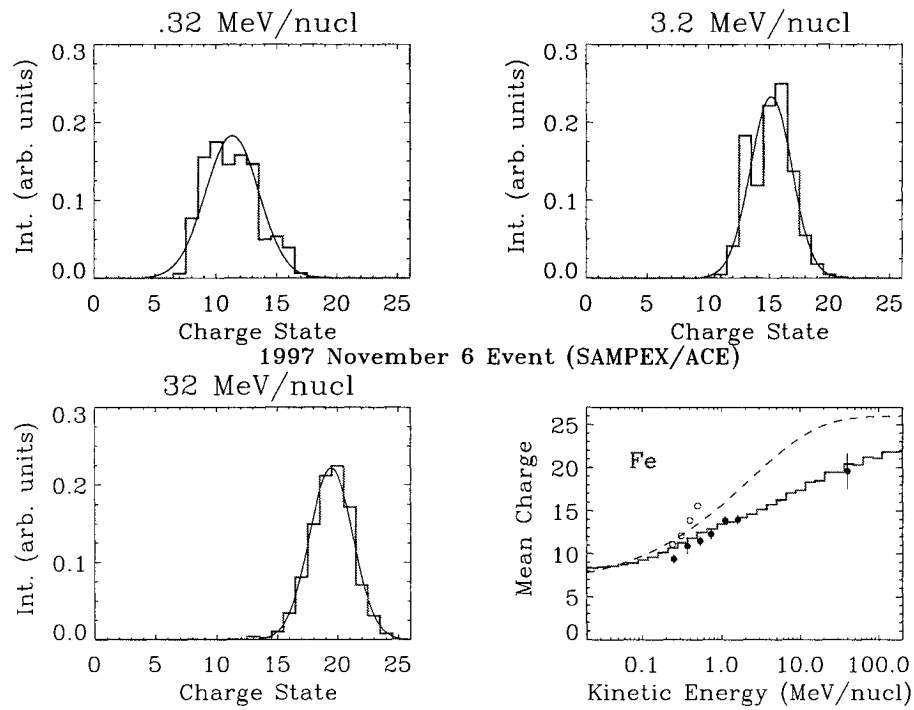 .32 MeV/nucl
3.2 MeV/nucl
Int. (arb. units)
0.3
0.2
0.1
0.0
0 5 10 15 20 25
Charge State
Int. (arb. units)
0.3
0.2
0.1
0.0
0 5 10 15 20 25
Charge State
1997 November 6 Event (SAMPEX/ACE)
32 MeV/nucl
Int. (arb. units)
0.3
0.2
0.1
0.0
0 5 10 15 20 25
Charge State
Mean Charge
25
20
15
10
5
0
Fe
0.1 1.0 10.0 100.0
Kinetic Energy (MeV/nucl)